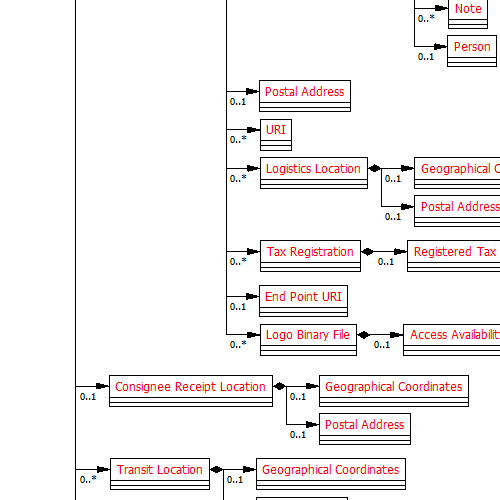 Note
0..*
Person
0..1
Postal Address
0..1
URI
0..*
Logistics Location
Geographical C
0..*
0..1
Postal Address
0..1
Tax Registration
Registered Tax
0..*
0..1
End Point URI
0..1
Logo Binary File
Access Availabilit
0..*
0..1
Consignee Receipt Location
Geographical Coordinates
0..1
0..1
Postal Address
0..1
Transit Location
Geographical Coordinates
0..*
0..1